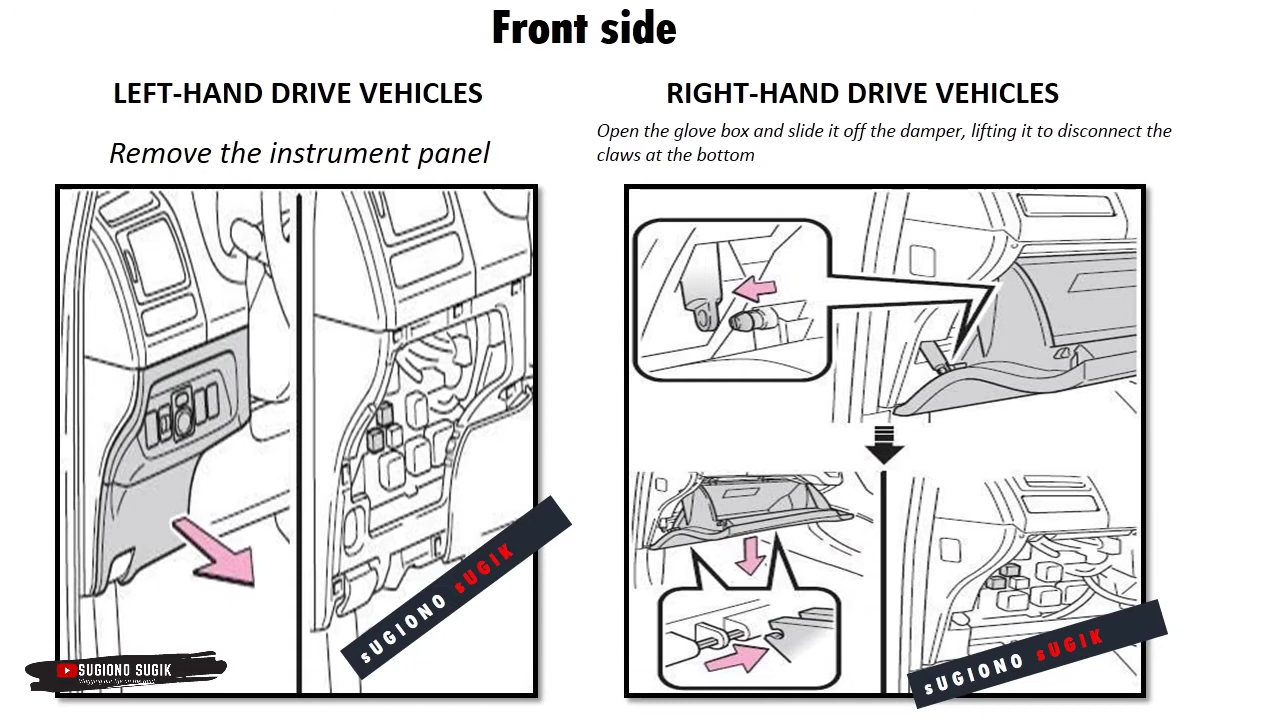 Front side
LEFT-HAND DRIVE VEHICLES
Remove the instrument panel
RIGHT-HAND DRIVE VEHICLES
Open the glove box and slide it off the damper, lifting it to disconnect the
claws at the bottom
sUGIONO sUGIK
sUGIONO sUGIK
SUGIONO SUGIK